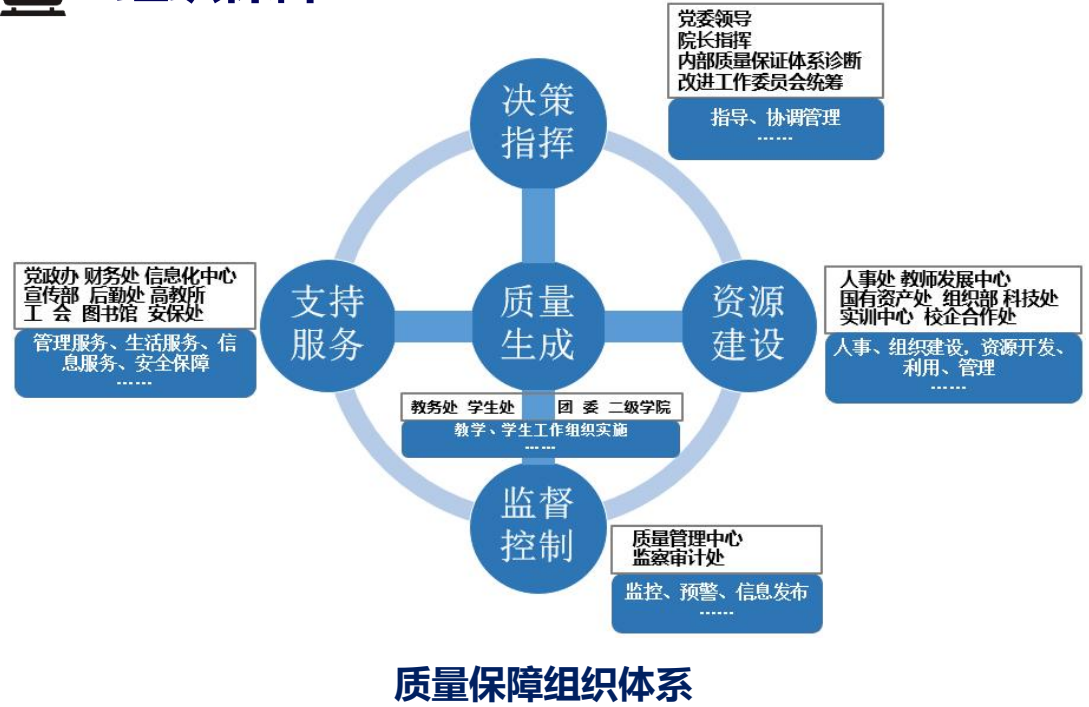 党委领导
院长指挥
内部质量保证体系诊断
改进工作委员会统筹
指导、协调管理
……
决策
指挥
党政办 财务处 信息化中心
宣传部 后勤处 高教所
工 会 图书馆 安保处
管理服务、生活服务、信
息服务、安全保障
……
支持
服务
质量
生成
资源
建设
人事处 教师发展中心
国有资产处 组织部 科技处
实训中心 校企合作处
人事、组织建设，资源开发、
利用、管理
……
教务处 学生处 团 委 二级学院
教学、学生工作组织实施
……
监督
控制
质量管理中心
监察审计处
监控、预警、信息发布
……
质量保障组织体系